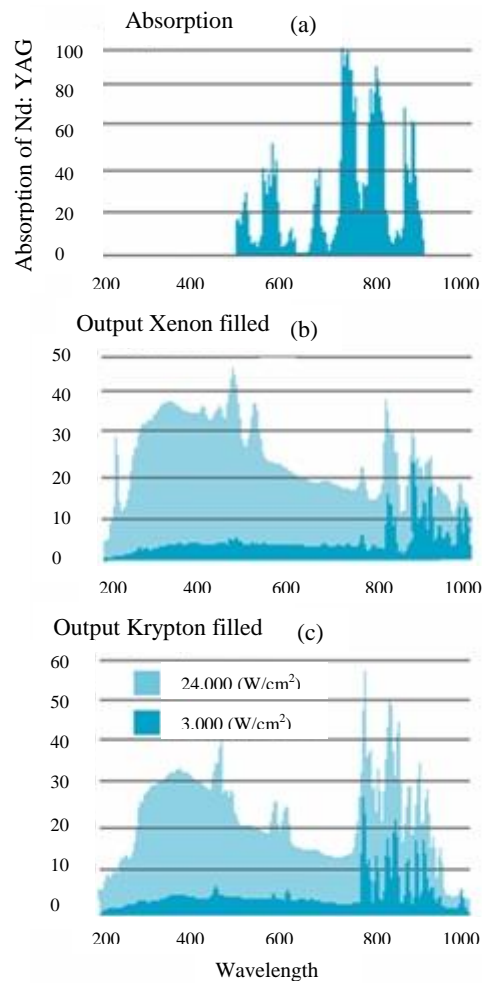 Absorption (a)
Absorption of Nd: YAG
100
80
60
40
20
0
200 400 600 800 1000
Output Xenon filled (b)
50
40
30
20
10
0
200 400 600 800 1000
Output Krypton filled (c)
60
50
40
30
20
10
0
24.000 (W/cm²)
3.000 (W/cm²)
200 400 600 800 1000
Wavelength